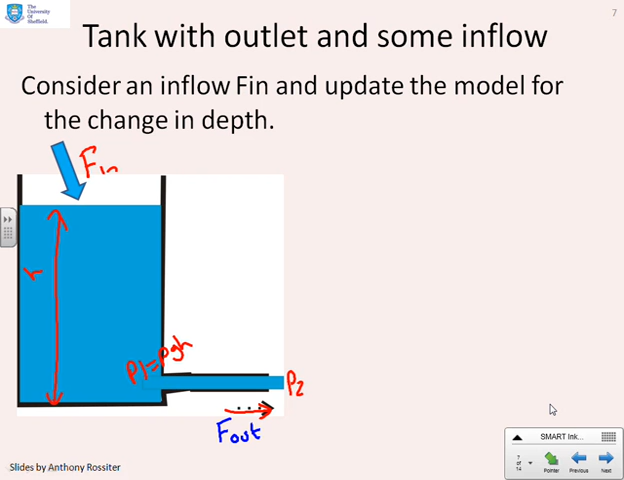 The
University
Of
Sheffield.
7
Tank with outlet and some inflow
Consider an inflow Fin and update the model for
the change in depth.
Fin
h
P1=ρgh
P2
Fout
SMART Ink...
7
of
14
Pointer
Previous
Next
Slides by Anthony Rossiter